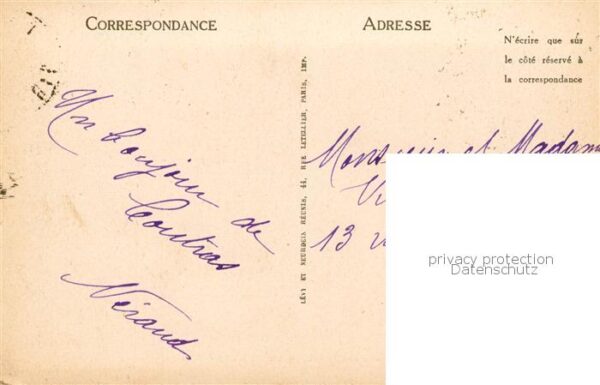 CORRESPONDANCE
ADRESSE
N'écrire que sur
le côté réservé à
la correspondance
Un bonjour de
Coutras
Néraud
LÉVY ET NEURDEIN RÉUNIS, 44, RUE LETELLIER, PARIS, IMP.
Monsieur et Madame
13
privacy protection
Datenschutz